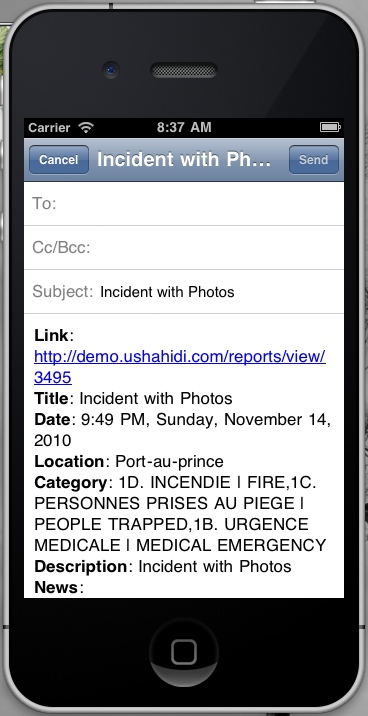 Carrier 8:37 AM
Cancel Incident with Ph... Send
To:
Cc/Bcc:
Subject: Incident with Photos
Link:
http://demo.ushahidi.com/reports/view/
3495
Title: Incident with Photos
Date: 9:49 PM, Sunday, November 14,
2010
Location: Port-au-prince
Category: 1D. INCENDIE | FIRE,1C.
PERSONNES PRISES AU PIEGE |
PEOPLE TRAPPED,1B. URGENCE
MEDICALE | MEDICAL EMERGENCY
Description: Incident with Photos
News: